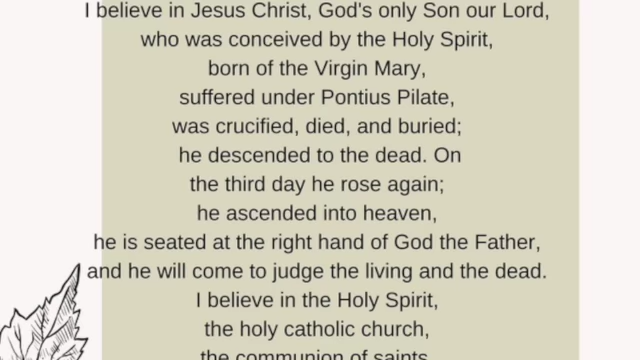 I believe in Jesus Christ, God's only Son our Lord,
who was conceived by the Holy Spirit,
born of the Virgin Mary,
suffered under Pontius Pilate,
was crucified, died, and buried;
he descended to the dead. On
the third day he rose again;
he ascended into heaven,
he is seated at the right hand of God the Father,
and he will come to judge the living and the dead.
I believe in the Holy Spirit,
the holy catholic church,
the communion of saints,